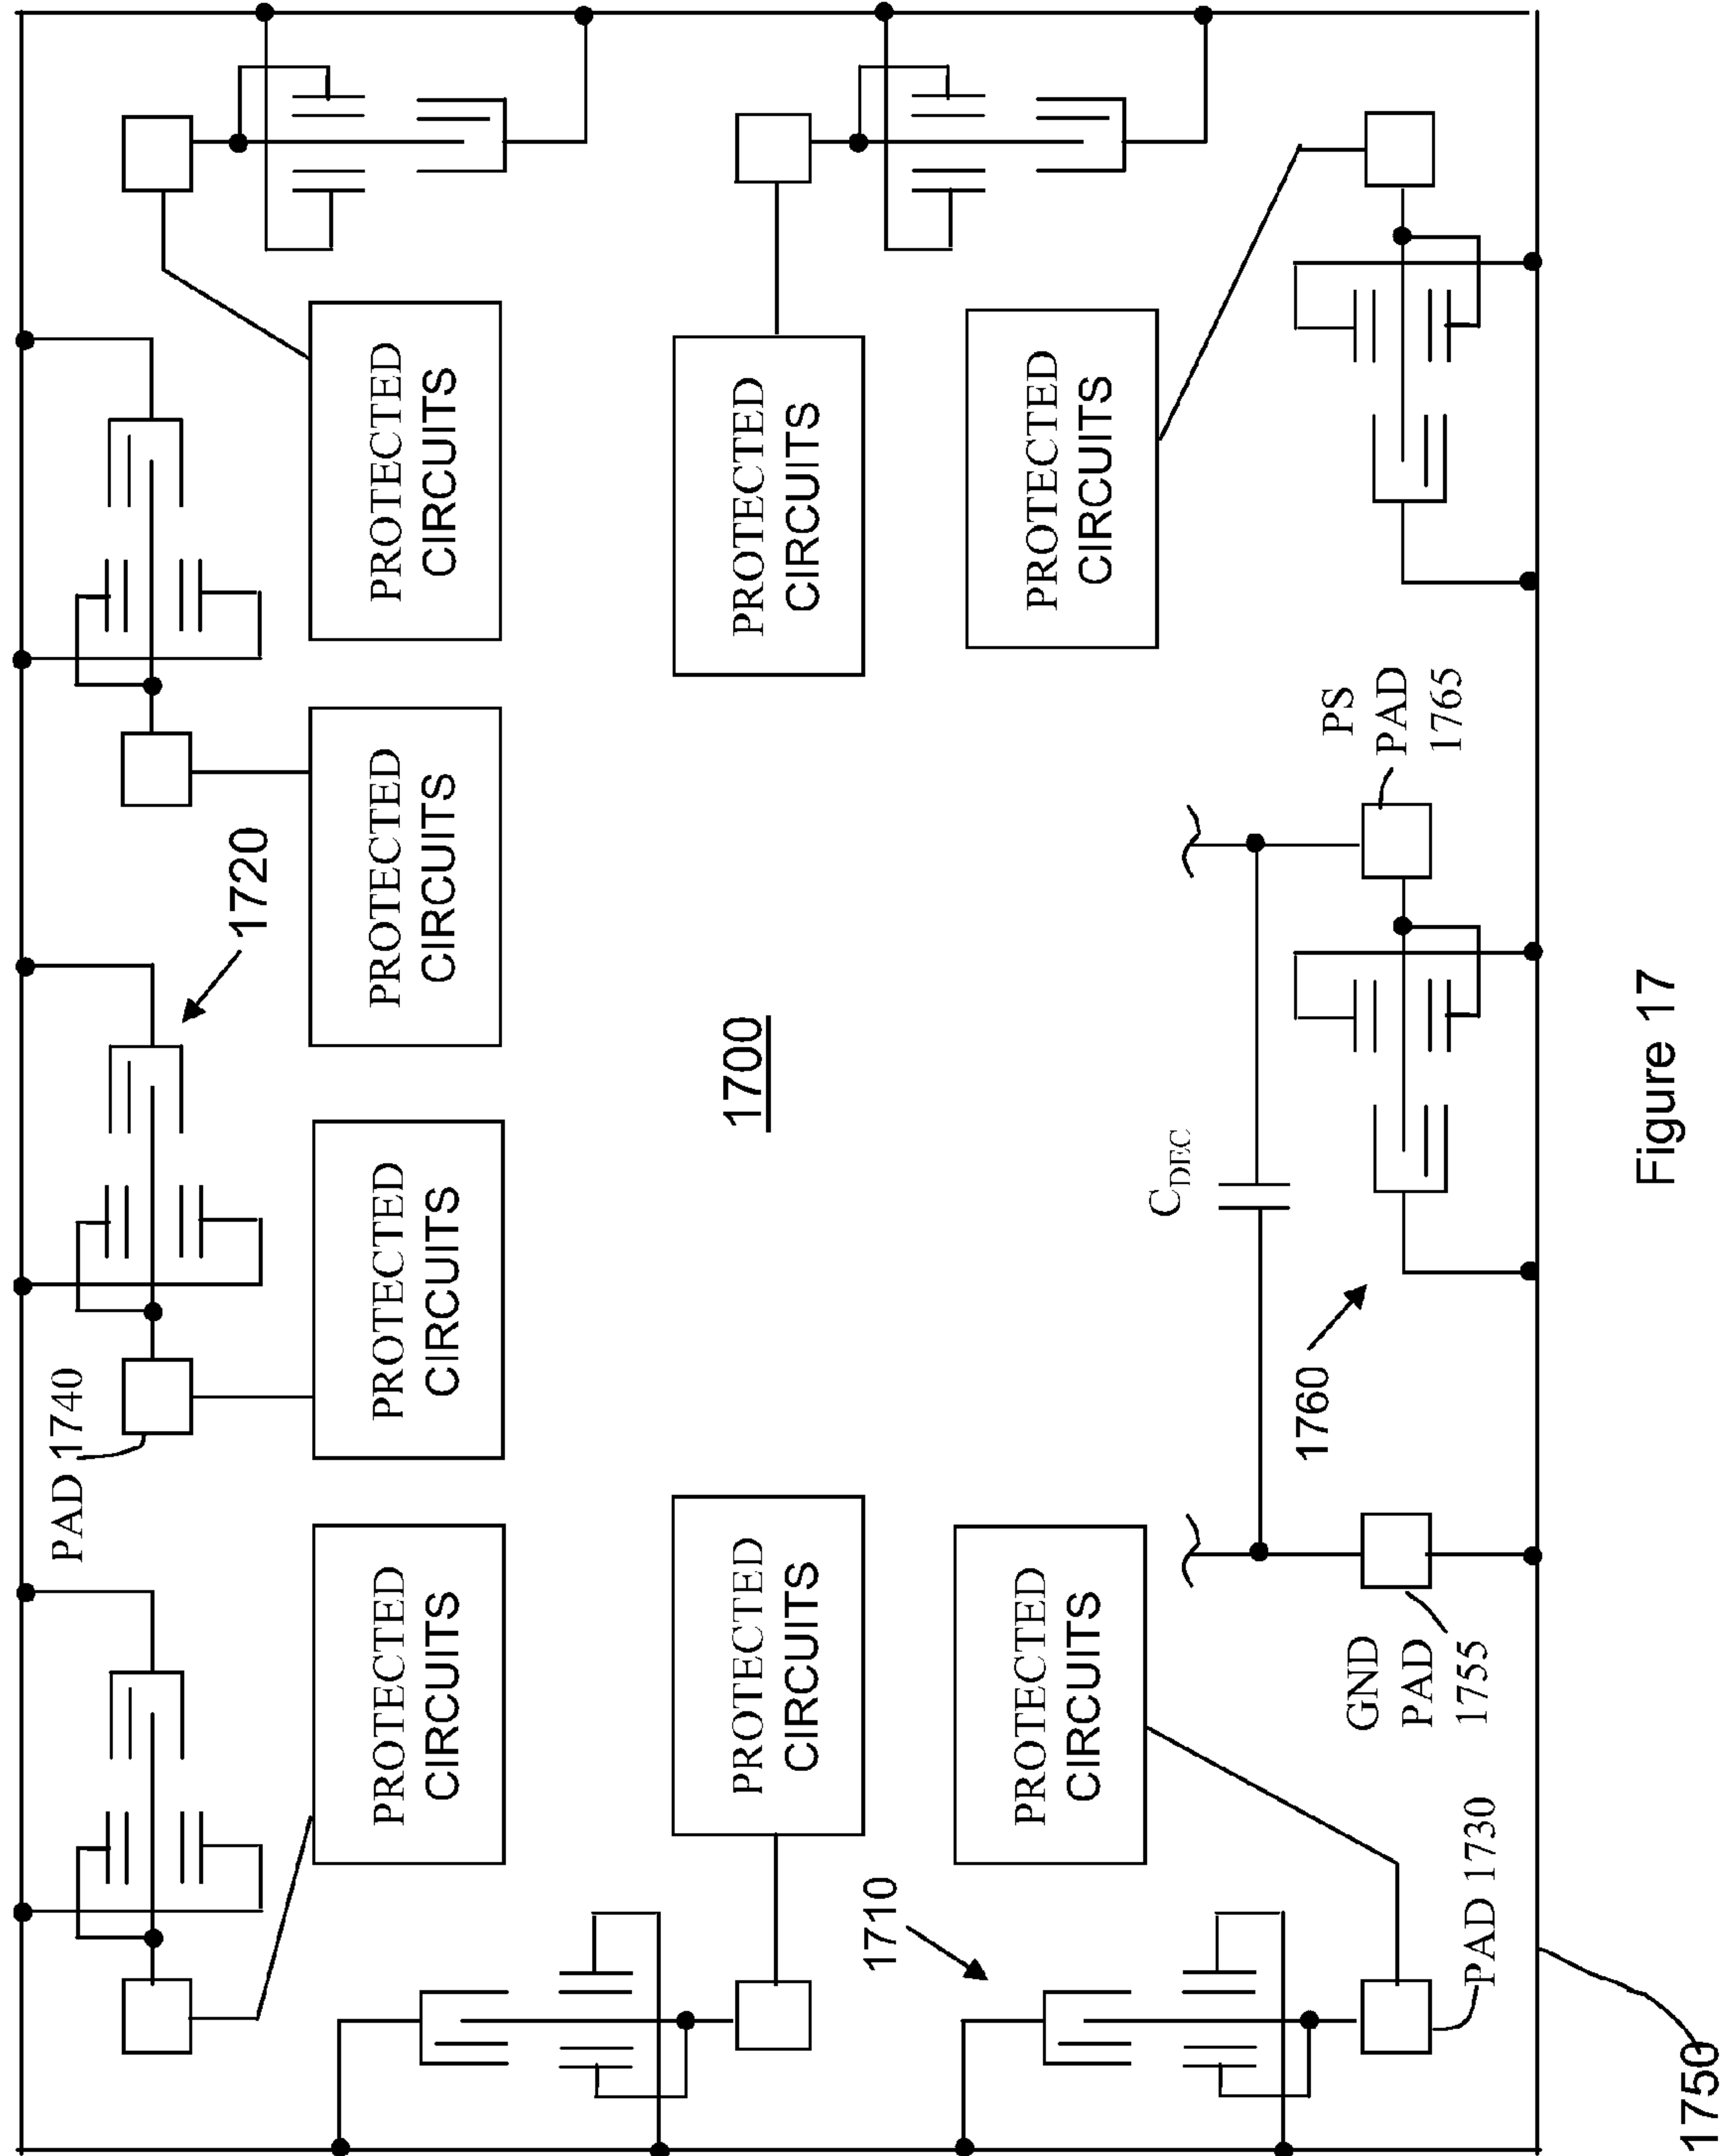 PAD 1740
1720
PROTECTED
CIRCUITS
PROTECTED
CIRCUITS
PROTECTED
CIRCUITS
PROTECTED
CIRCUITS
PROTECTED
CIRCUITS
1700
PROTECTED
CIRCUITS
1710
PROTECTED
CIRCUITS
PROTECTED
CIRCUITS
C_DEC
1760
GND
PAD
1755
PS
PAD
1765
PAD 1730
1750
Figure 17